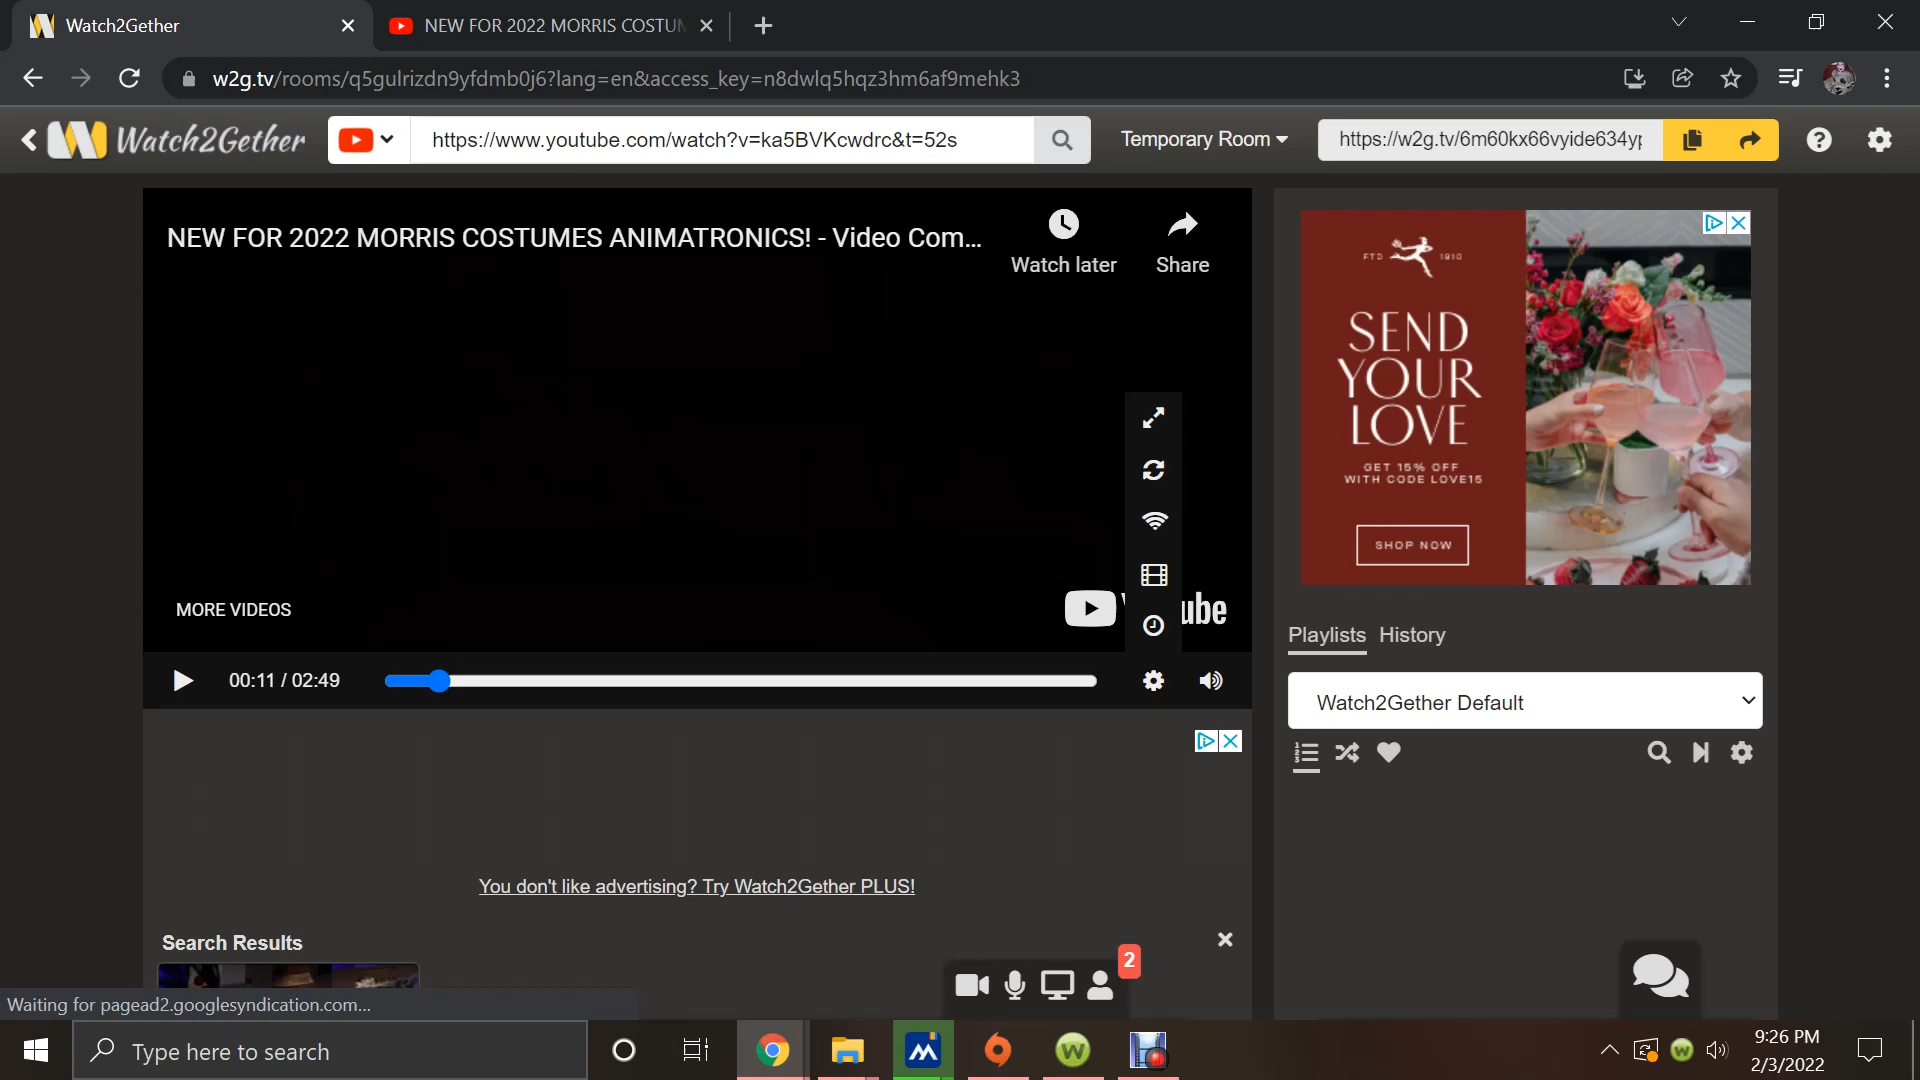 Watch2Gether
NEW FOR 2022 MORRIS COSTUM
w2g.tv/rooms/q5gulrizdn9yfdmb0j6?lang=en&access_key=n8dwlq5hqz3hm6af9mehk3
Watch2Gether
https://www.youtube.com/watch?v=ka5BVKcwdrc&t=52s
Temporary Room
https://w2g.tv/6m60kx66vyide634yp
NEW FOR 2022 MORRIS COSTUMES ANIMATRONICS! - Video Com...
Watch later
Share
FTD 1910
SEND
YOUR
LOVE
GET 15% OFF
WITH CODE LOVE15
SHOP NOW
MORE VIDEOS
ube
Playlists
History
00:11 / 02:49
Watch2Gether Default
You don't like advertising? Try Watch2Gether PLUS!
Search Results
2
Waiting for pagead2.googlesyndication.com...
Type here to search
9:26 PM
2/3/2022